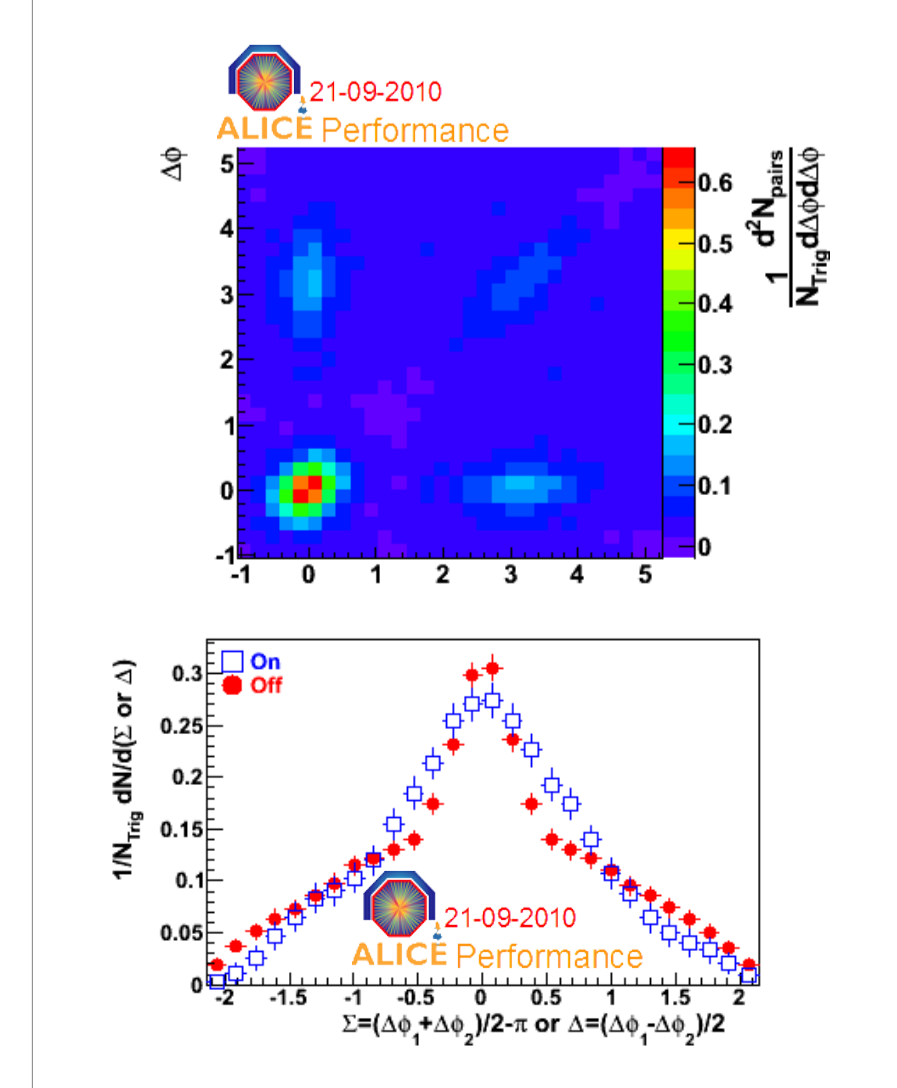 21-09-2010
ALICE Performance
Δϕ
5
4
3
2
1
0
-1
-1 0 1 2 3 4 5
0.6
0.5
0.4
0.3
0.2
0.1
0
1 d²N_pairs
N_Trig dΔϕdΔϕ
On
Off
1/N_Trig dN/d(Σ or Δ)
0.3
0.25
0.2
0.15
0.1
0.05
0
21-09-2010
ALICE Performance
-2 -1.5 -1 -0.5 0 0.5 1 1.5 2
Σ=(Δϕ₁+Δϕ₂)/2-π or Δ=(Δϕ₁-Δϕ₂)/2